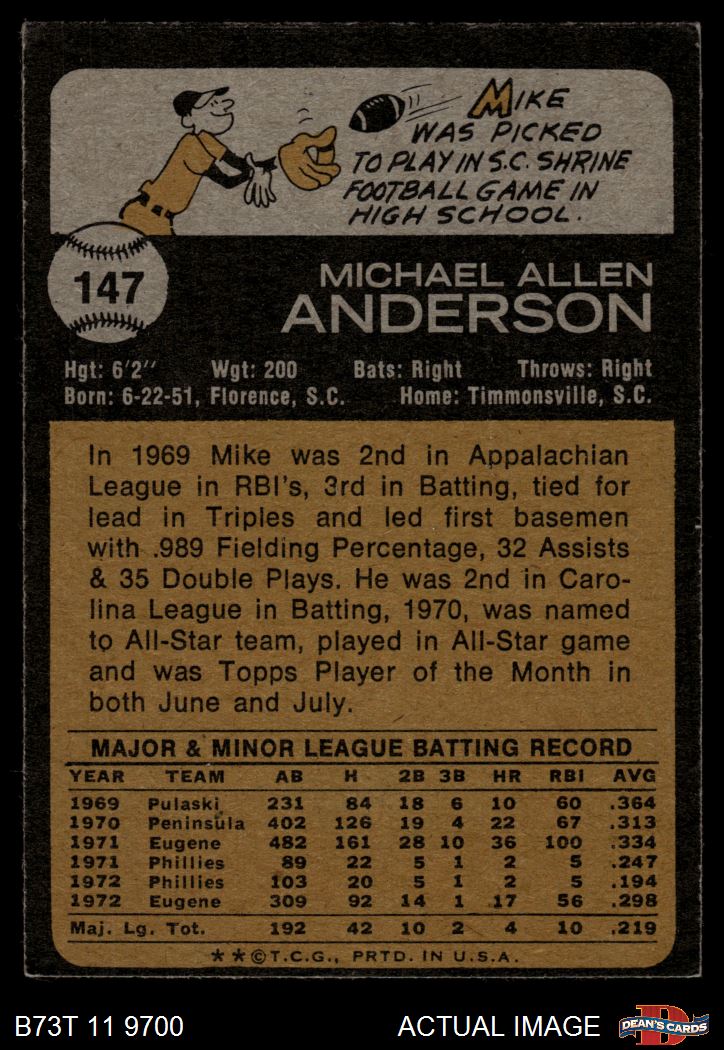 MIKE
WAS PICKED
TO PLAY IN S.C. SHRINE
FOOTBALL GAME IN
HIGH SCHOOL.
147
MICHAEL ALLEN
ANDERSON
Hgt: 6'2" Wgt: 200 Bats: Right Throws: Right
Born: 6-22-51, Florence, S.C. Home: Timmonsville, S.C.
In 1969 Mike was 2nd in Appalachian
League in RBI's, 3rd in Batting, tied for
lead in Triples and led first basemen
with .989 Fielding Percentage, 32 Assists
& 35 Double Plays. He was 2nd in Caro-
lina League in Batting, 1970, was named
to All-Star team, played in All-Star game
and was Topps Player of the Month in
both June and July.
MAJOR & MINOR LEAGUE BATTING RECORD
YEAR TEAM AB H 2B 3B HR RBI AVG
1969 Pulaski 231 84 18 6 10 60 .364
1970 Peninsula 402 126 19 4 22 67 .313
1971 Eugene 482 161 28 10 36 100 .334
1971 Phillies 89 22 5 1 2 5 .247
1972 Phillies 103 20 5 1 2 5 .194
1972 Eugene 309 92 14 1 17 56 .298
Maj. Lg. Tot. 192 42 10 2 4 10 .219
**©T.C.G., PRTD. IN U.S.A.
B73T 11 9700 ACTUAL IMAGE D DEAN'S CARDS